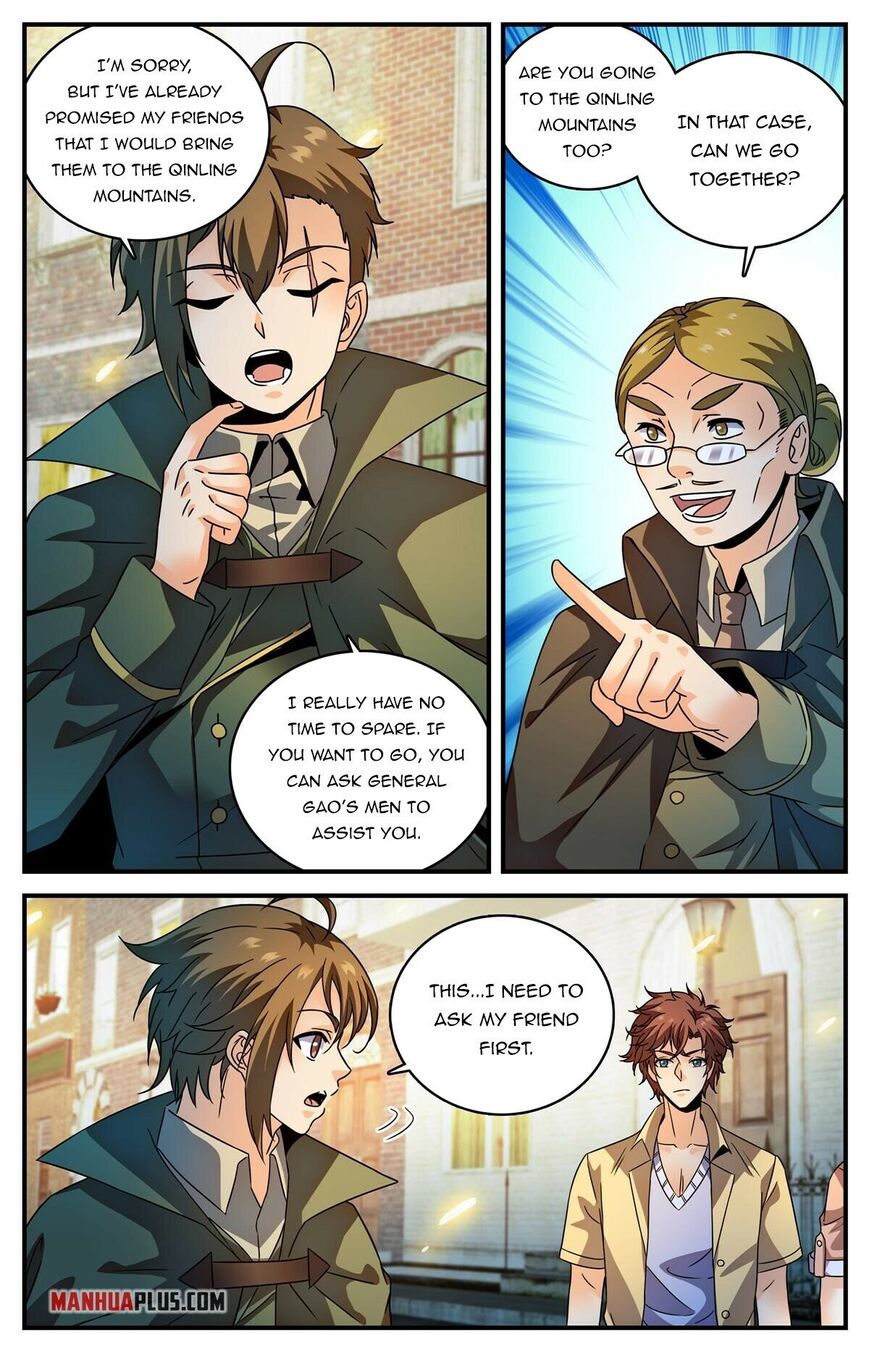 I'M SORRY,
BUT I'VE ALREADY
PROMISED MY FRIENDS
THAT I WOULD BRING
THEM TO THE QINLING
MOUNTAINS.
I REALLY HAVE NO
TIME TO SPARE. IF
YOU WANT TO GO, YOU
CAN ASK GENERAL
GAO'S MEN TO
ASSIST YOU.
ARE YOU GOING
TO THE QINLING
MOUNTAINS
TOO?
IN THAT CASE,
CAN WE GO
TOGETHER?
THIS...I NEED TO
ASK MY FRIEND
FIRST.
MANHUAPLUS.COM